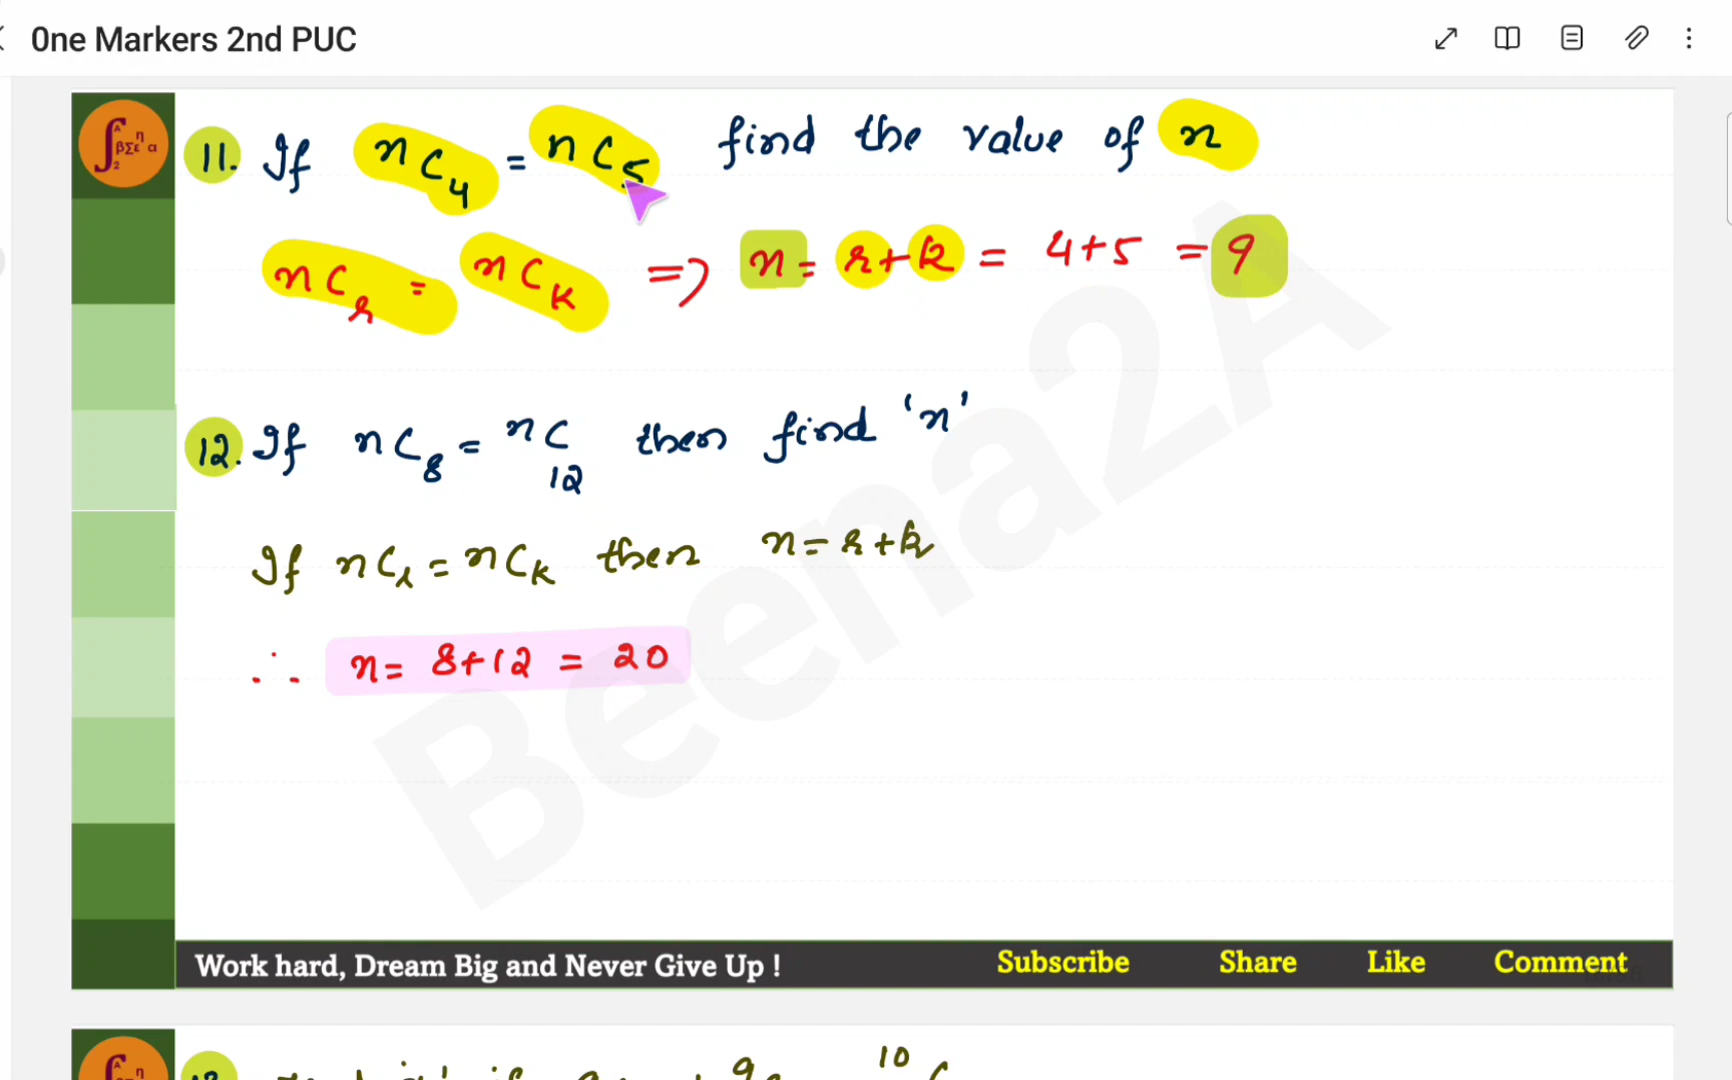 0ne Markers 2nd PUC
11. If nC₄ = nC₅ find the value of n
nCᵣ = nCₖ => n = r+k = 4+5 = 9
12. If nC₈ = nC₁₂ then find 'n'
If nCᵣ = nCₖ then n = r+k
∴ n = 8+12 = 20
Beena2A
Work hard, Dream Big and Never Give Up ! Subscribe Share Like Comment